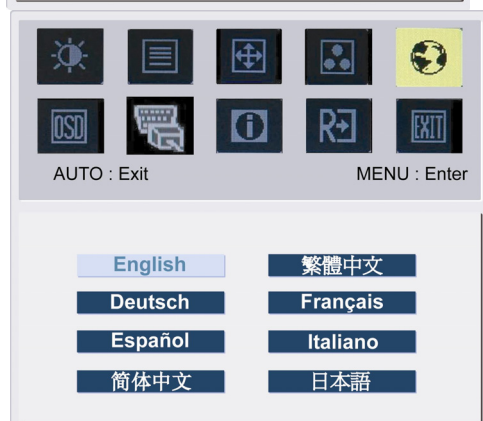 OSD
R
EXIT
AUTO : Exit MENU : Enter
English 繁體中文
Deutsch Français
Español Italiano
简体中文 日本語